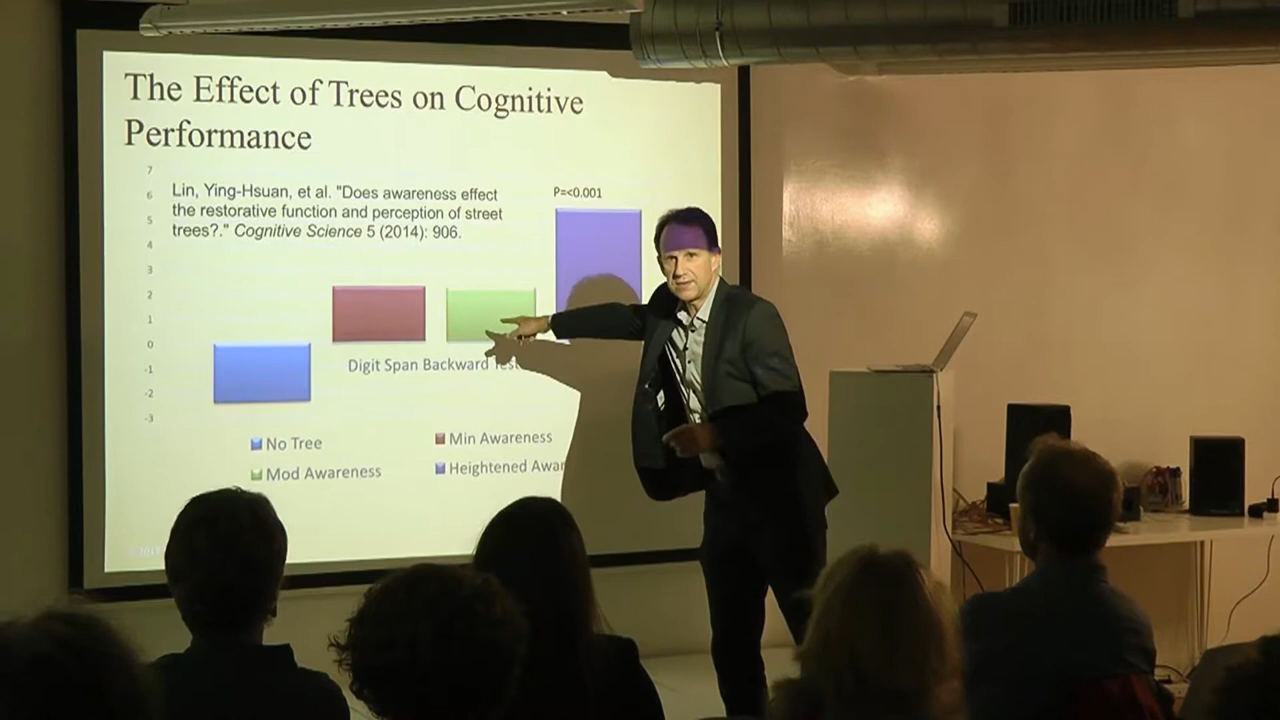 The Effect of Trees on Cognitive
Performance
7
6
5
4
3
2
1
0
-1
-2
-3
Lin, Ying-Hsuan, et al. "Does awareness effect
the restorative function and perception of street
trees?." Cognitive Science 5 (2014): 906.
P=<0.001
Digit Span Backward
No Tree
Min Awareness
Mod Awareness
Heightened